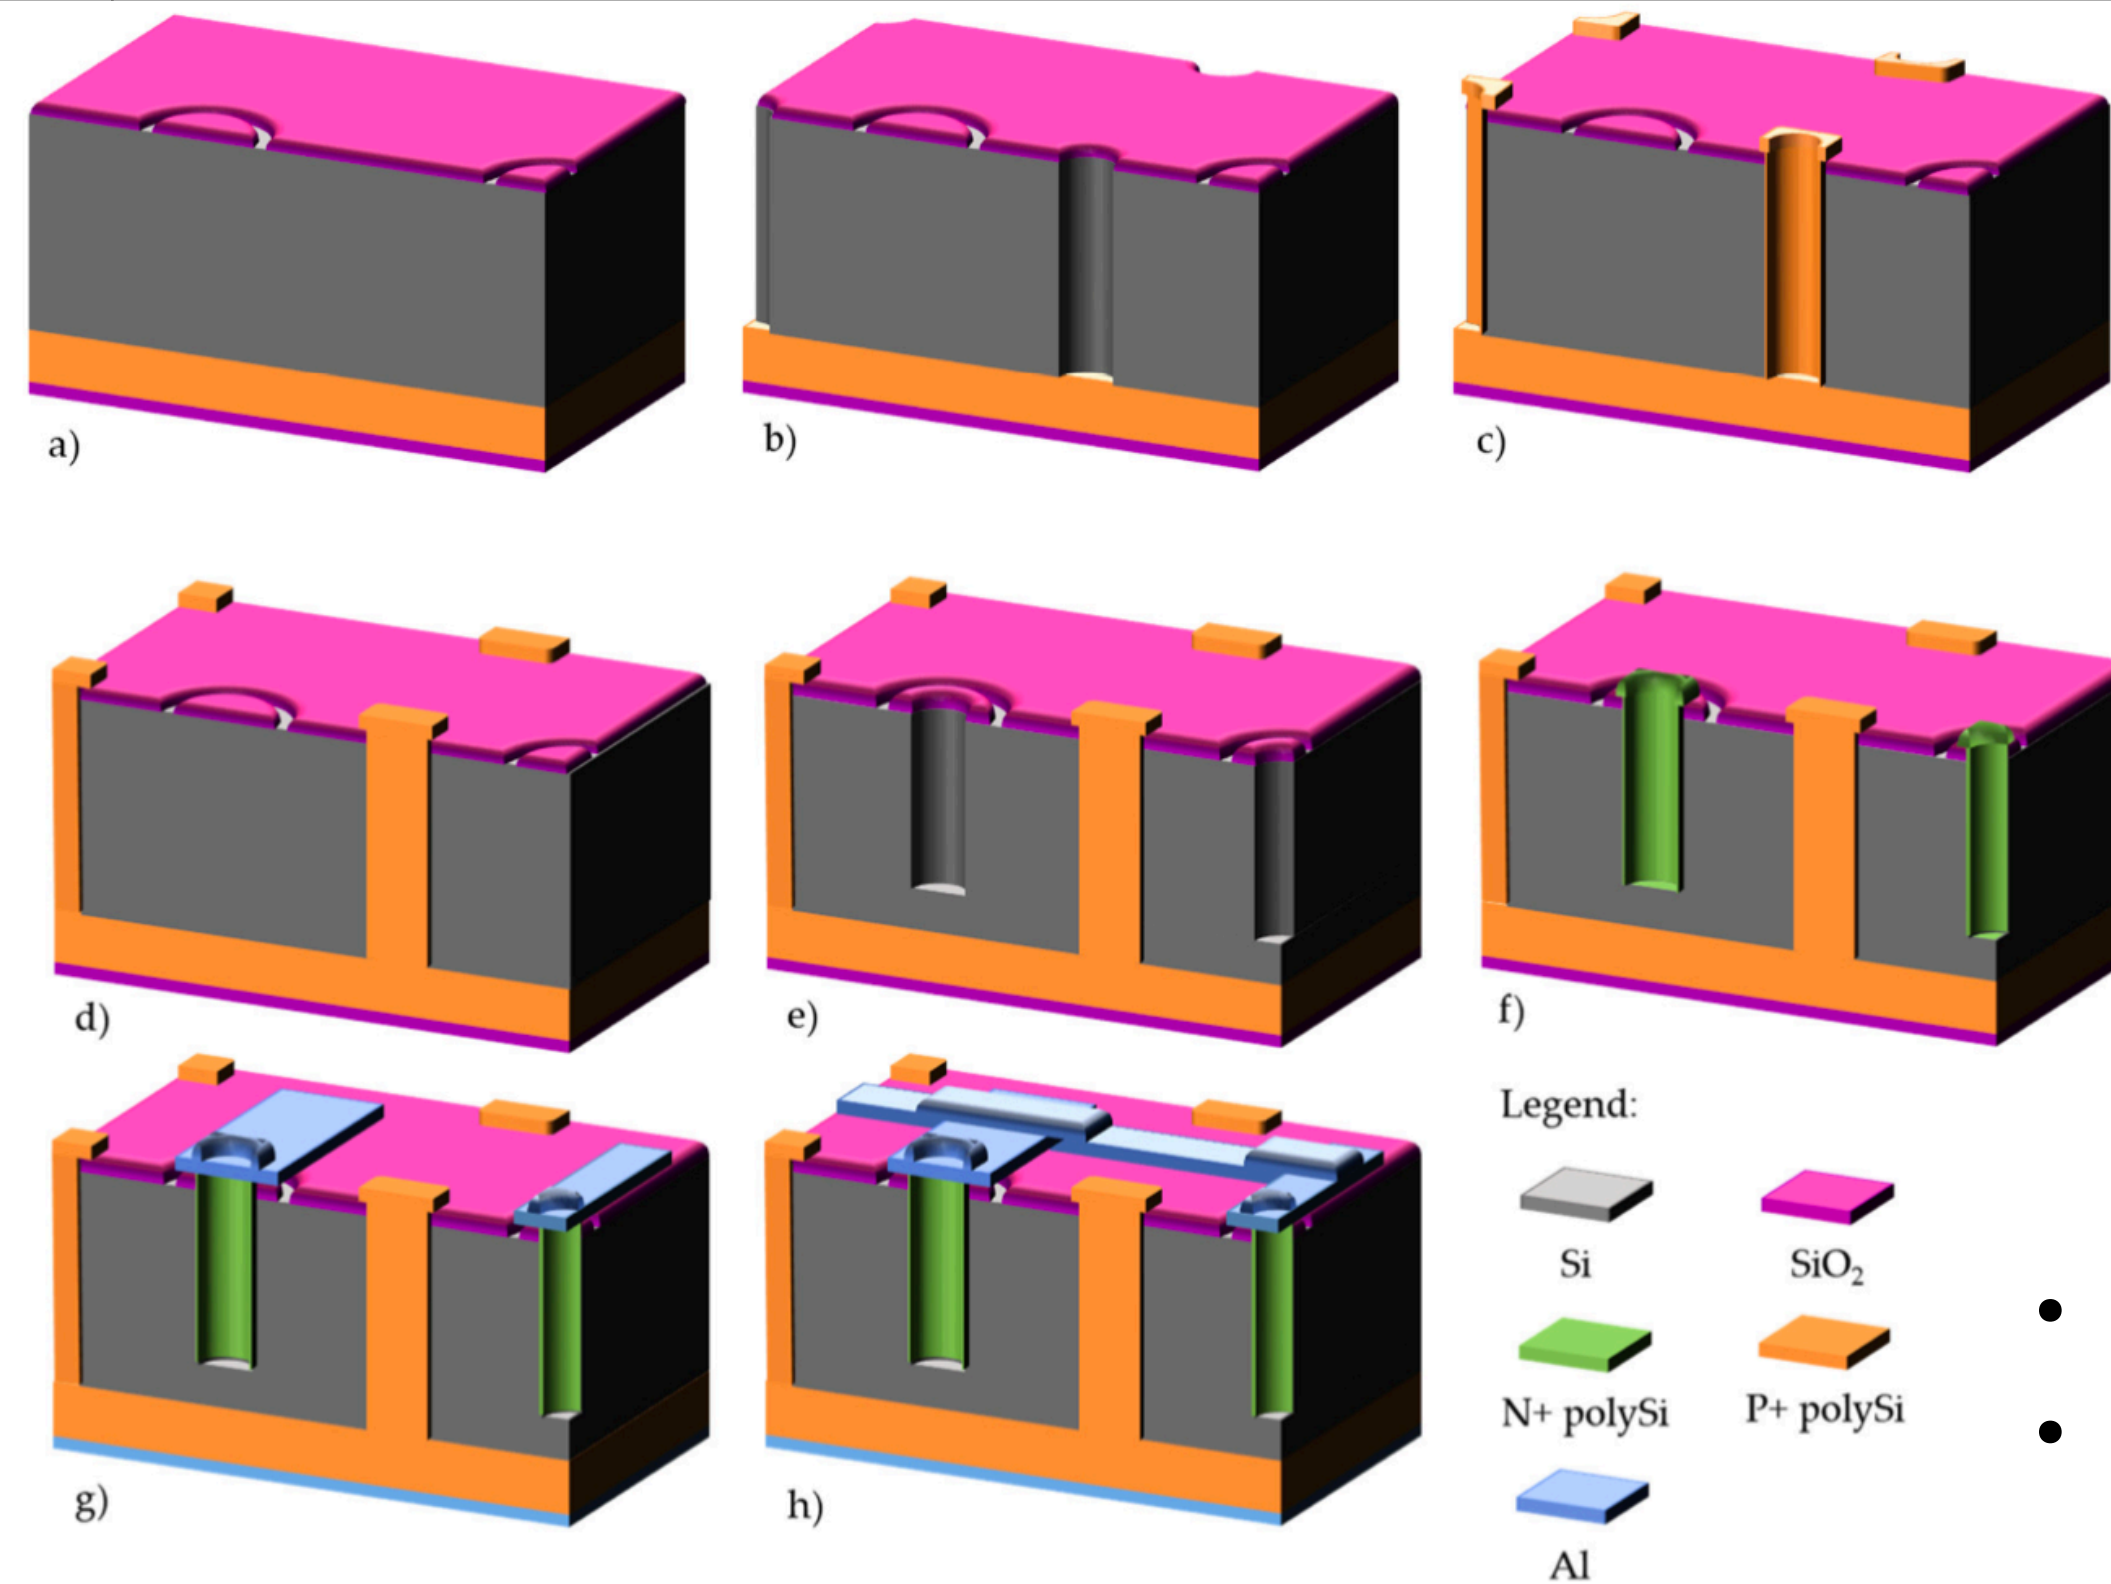 a)
b)
c)
d)
e)
f)
g)
h)
Legend:
Si
SiO₂
N+ polySi
P+ polySi
Al